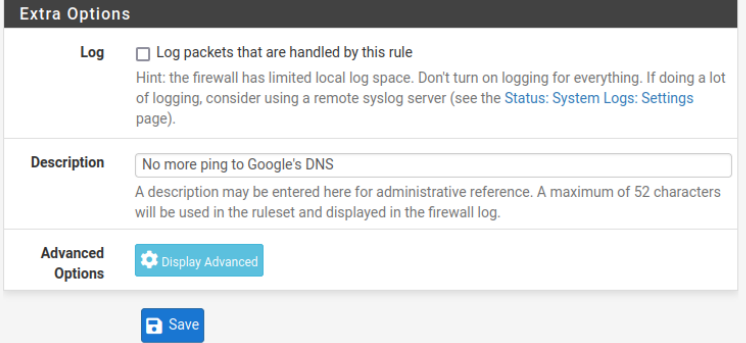 Extra Options
Log
Log packets that are handled by this rule
Hint: the firewall has limited local log space. Don't turn on logging for everything. If doing a lot
of logging, consider using a remote syslog server (see the Status: System Logs: Settings
page).
Description
No more ping to Google's DNS
A description may be entered here for administrative reference. A maximum of 52 characters
will be used in the ruleset and displayed in the firewall log.
Advanced
Options
Display Advanced
Save